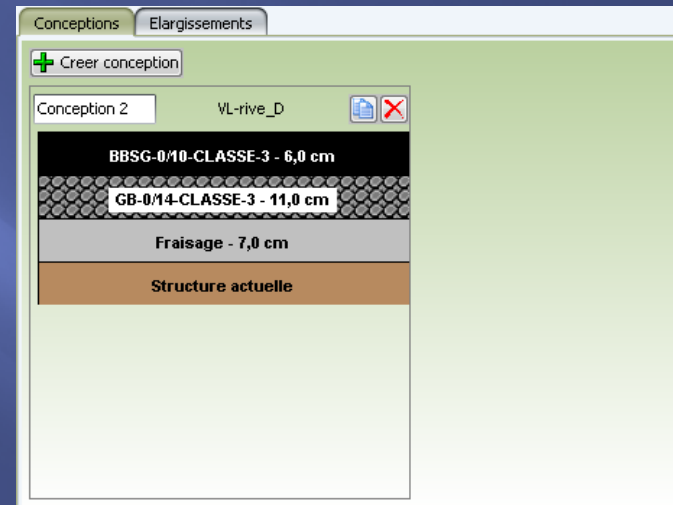 Conceptions Elargissements
Creer conception
Conception 2 VL-rive_D
BBSG-0/10-CLASSE-3 - 6,0 cm
GB-0/14-CLASSE-3 - 11,0 cm
Fraisage - 7,0 cm
Structure actuelle